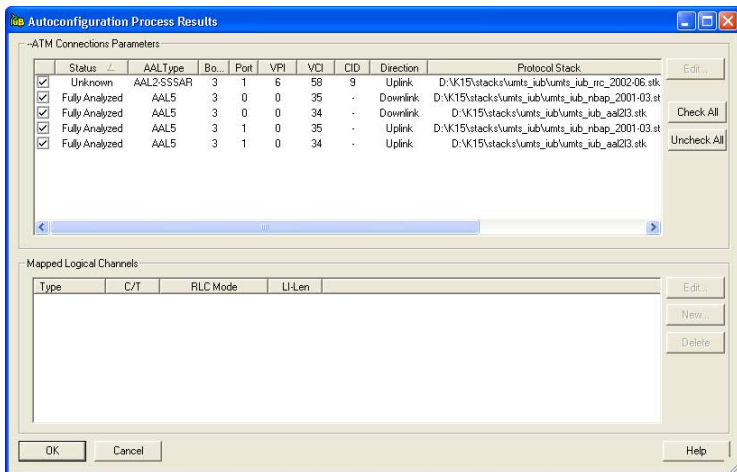 iub Autoconfiguration Process Results
--ATM Connections Parameters
Status AALType Bo... Port VPI VCI CID Direction Protocol Stack
Unknown AAL2-SSSAR 3 1 6 58 9 Uplink D:\K15\stacks\umts_iub\umts_iub_rrc_2002-06.stk
Fully Analyzed AAL5 3 0 0 35 - Downlink D:\K15\stacks\umts_iub\umts_iub_nbap_2001-03.st
Fully Analyzed AAL5 3 0 0 34 - Downlink D:\K15\stacks\umts_iub\umts_iub_aal2l3.stk
Fully Analyzed AAL5 3 1 0 35 - Uplink D:\K15\stacks\umts_iub\umts_iub_nbap_2001-03.st
Fully Analyzed AAL5 3 1 0 34 - Uplink D:\K15\stacks\umts_iub\umts_iub_aal2l3.stk
Edit...
Check All
Uncheck All
Mapped Logical Channels
Type C/T RLC Mode LI-Len
Edit...
New...
Delete
OK Cancel Help